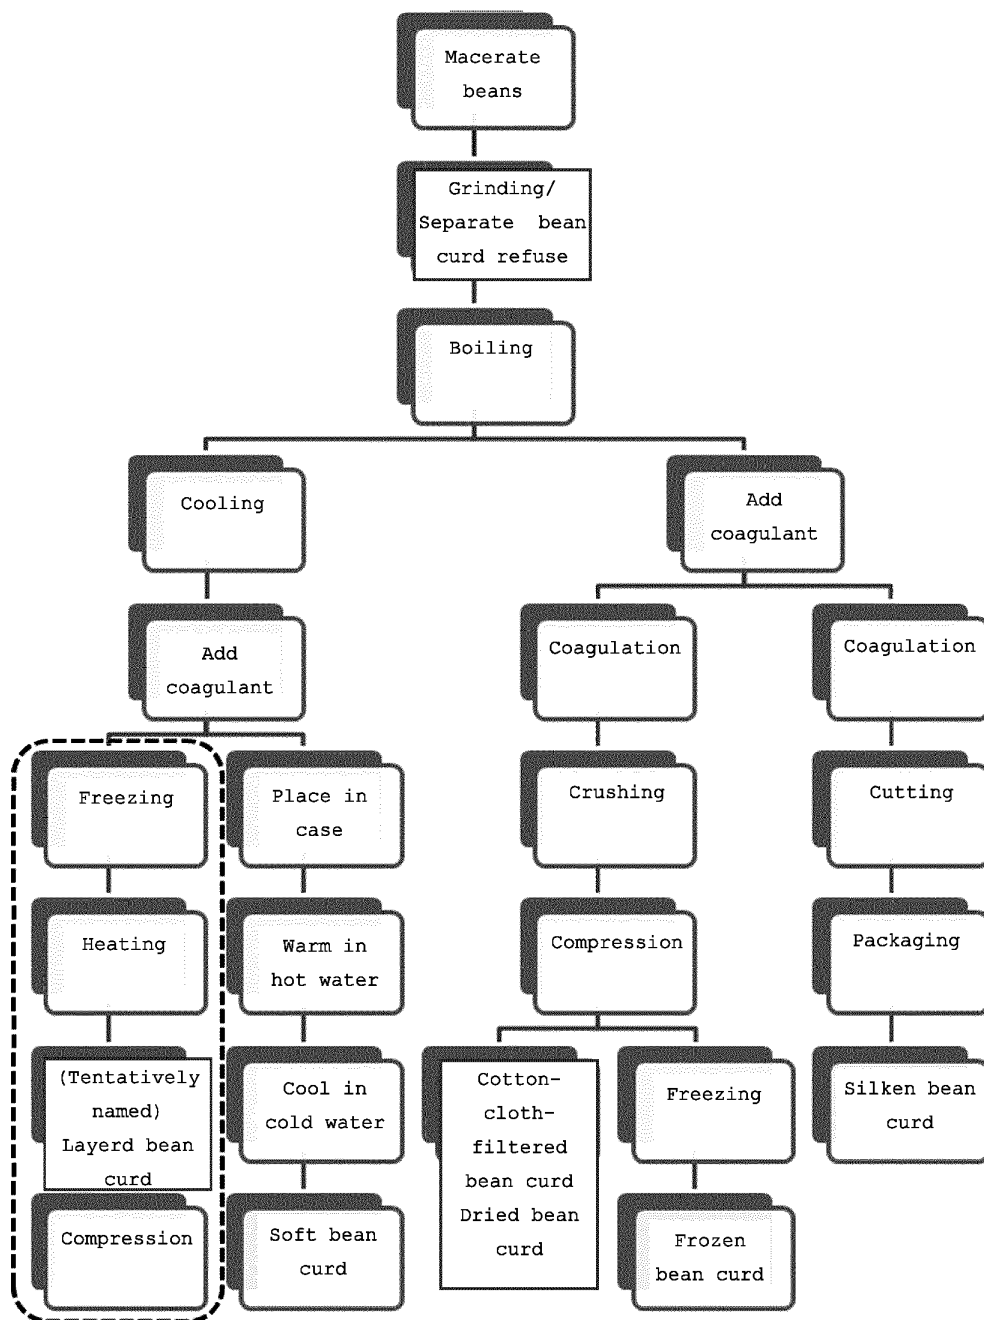 Macerate
beans
Grinding/
Separate bean
curd refuse
Boiling
Cooling
Add
coagulant
Add
coagulant
Coagulation
Coagulation
Freezing
Place in
case
Crushing
Cutting
Heating
Warm in
hot water
Compression
Packaging
(Tentatively
named)
Layerd bean
curd
Cool in
cold water
Cotton-
cloth-
filtered
bean curd
Dried bean
curd
Freezing
Silken bean
curd
Compression
Soft bean
curd
Frozen
bean curd